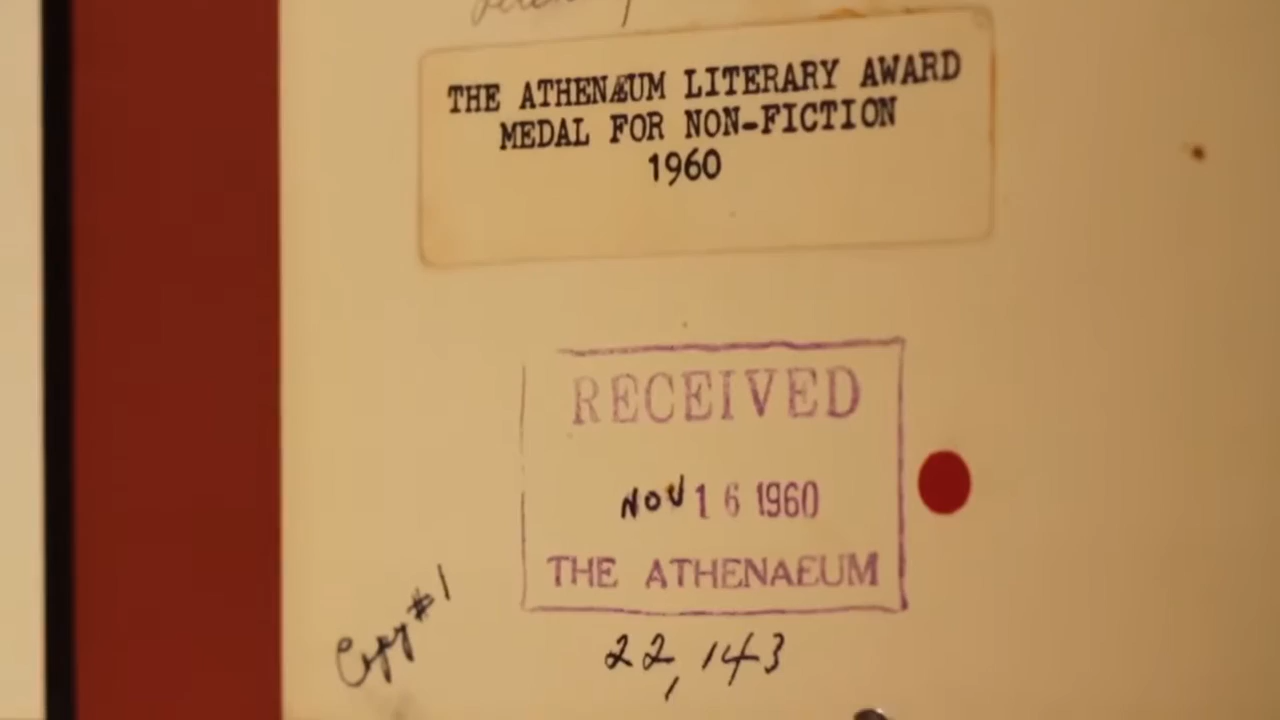 THE ATHENÆUM LITERARY AWARD
MEDAL FOR NON-FICTION
1960
RECEIVED
NOV 16 1960
THE ATHENAEUM
Copy #1
22,143